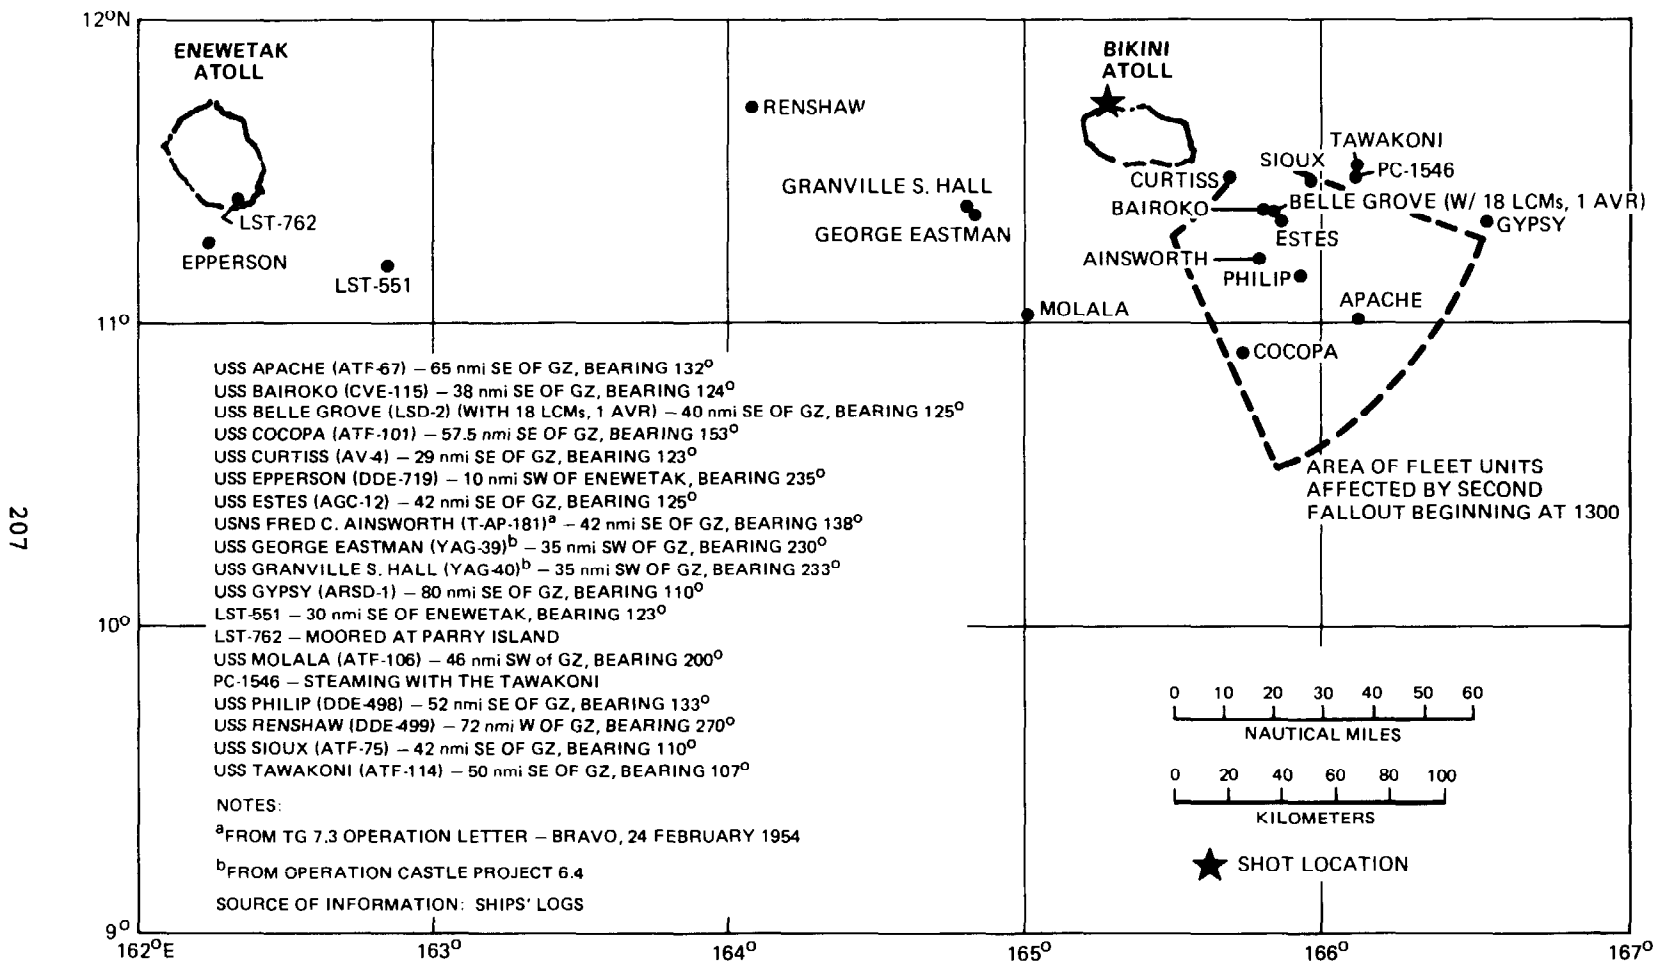 12°N
ENEWETAK
ATOLL
BIKINI
ATOLL
RENSHAW
TAWAKONI
SIOUX
PC-1546
GRANVILLE S. HALL
CURTISS
BELLE GROVE (W/ 18 LCMs, 1 AVR)
BAIROKO
LST-762
GEORGE EASTMAN
ESTES
GYPSY
EPPERSON
AINSWORTH
PHILIP
LST-551
APACHE
MOLALA
11°
COCOPA
USS APACHE (ATF-67) – 65 nmi SE OF GZ, BEARING 132°
USS BAIROKO (CVE-115) – 38 nmi SE OF GZ, BEARING 124°
USS BELLE GROVE (LSD-2) (WITH 18 LCMs, 1 AVR) – 40 nmi SE OF GZ, BEARING 125°
USS COCOPA (ATF-101) – 57.5 nmi SE OF GZ, BEARING 153°
USS CURTISS (AV-4) – 29 nmi SE OF GZ, BEARING 123°
USS EPPERSON (DDE-719) – 10 nmi SW OF ENEWETAK, BEARING 235°
USS ESTES (AGC-12) – 42 nmi SE OF GZ, BEARING 125°
USNS FRED C. AINSWORTH (T-AP-181)ᵃ – 42 nmi SE OF GZ, BEARING 138°
USS GEORGE EASTMAN (YAG-39)ᵇ – 35 nmi SW OF GZ, BEARING 230°
USS GRANVILLE S. HALL (YAG-40)ᵇ – 35 nmi SW OF GZ, BEARING 233°
USS GYPSY (ARSD-1) – 80 nmi SE OF GZ, BEARING 110°
LST-551 – 30 nmi SE OF ENEWETAK, BEARING 123°
LST-762 – MOORED AT PARRY ISLAND
USS MOLALA (ATF-106) – 46 nmi SW of GZ, BEARING 200°
PC-1546 – STEAMING WITH THE TAWAKONI
USS PHILIP (DDE-498) – 52 nmi SE OF GZ, BEARING 133°
USS RENSHAW (DDE-499) – 72 nmi W OF GZ, BEARING 270°
USS SIOUX (ATF-75) – 42 nmi SE OF GZ, BEARING 110°
USS TAWAKONI (ATF-114) – 50 nmi SE OF GZ, BEARING 107°
NOTES:
ᵃFROM TG 7.3 OPERATION LETTER – BRAVO, 24 FEBRUARY 1954
ᵇFROM OPERATION CASTLE PROJECT 6.4
SOURCE OF INFORMATION: SHIPS' LOGS
AREA OF FLEET UNITS
AFFECTED BY SECOND
FALLOUT BEGINNING AT 1300
207
10°
0 10 20 30 40 50 60
NAUTICAL MILES
0 20 40 60 80 100
KILOMETERS
SHOT LOCATION
9°
162°E 163° 164° 165° 166° 167°